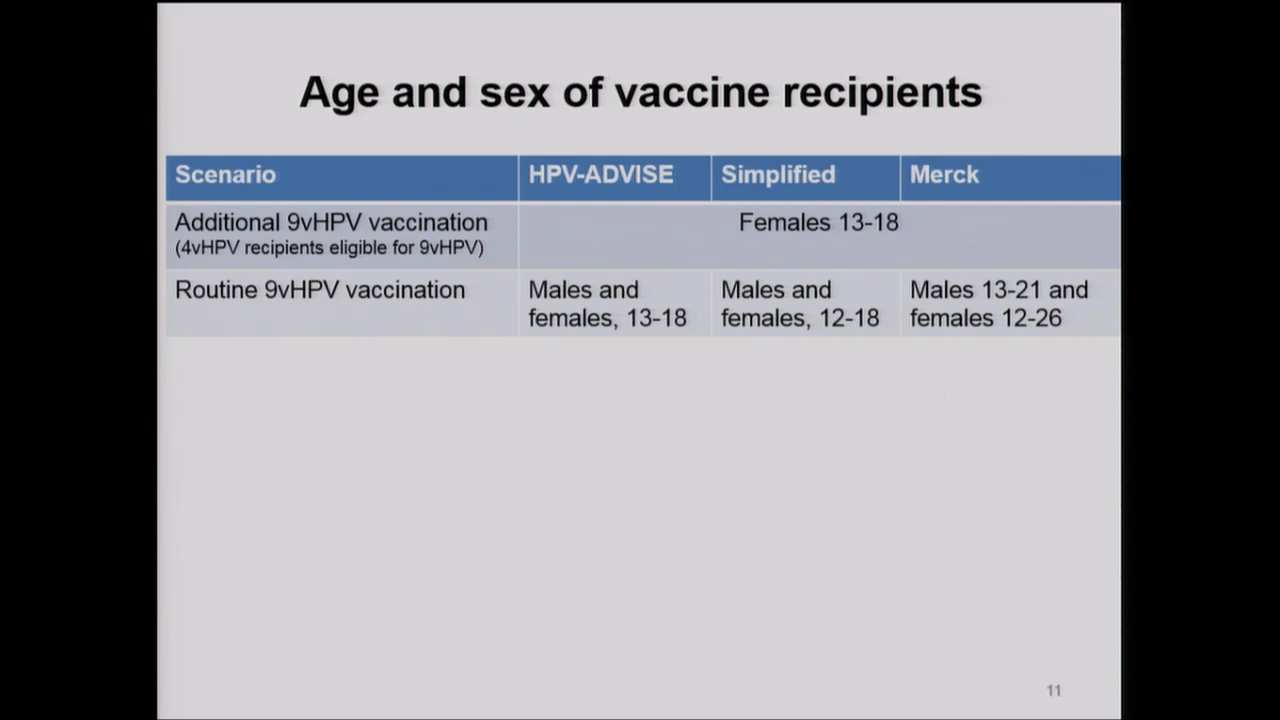 Age and sex of vaccine recipients
Scenario HPV-ADVISE Simplified Merck
Additional 9vHPV vaccination Females 13-18
(4vHPV recipients eligible for 9vHPV)
Routine 9vHPV vaccination Males and Males and Males 13-21 and
females, 13-18 females, 12-18 females 12-26
11